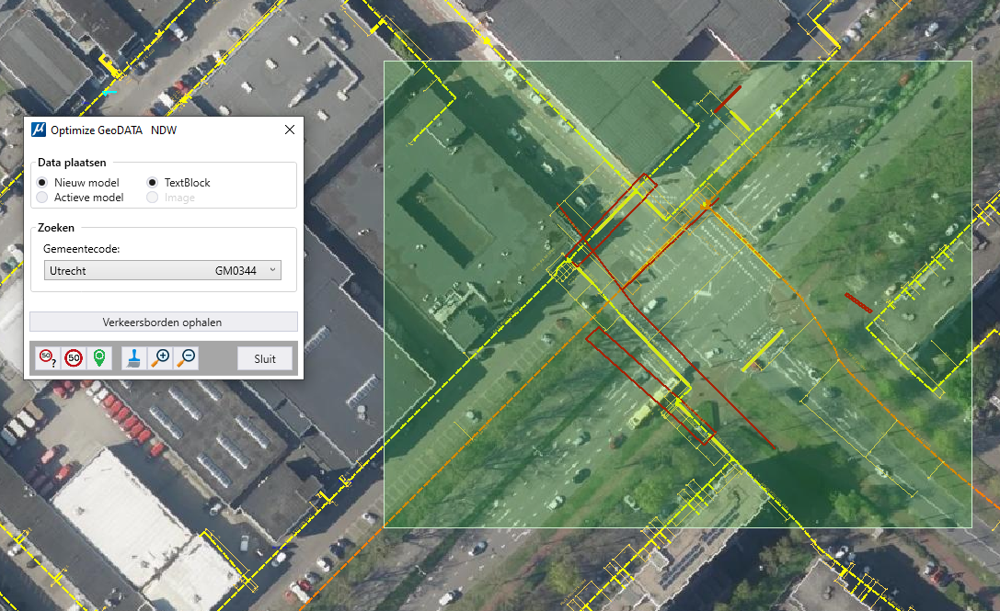 Optimize GeoDATA NDW
Data plaatsen
Nieuw model TextBlock
Actieve model Image
Zoeken
Gemeentecode:
Utrecht GM0344
Verkeersborden ophalen
50? 50 Sluit